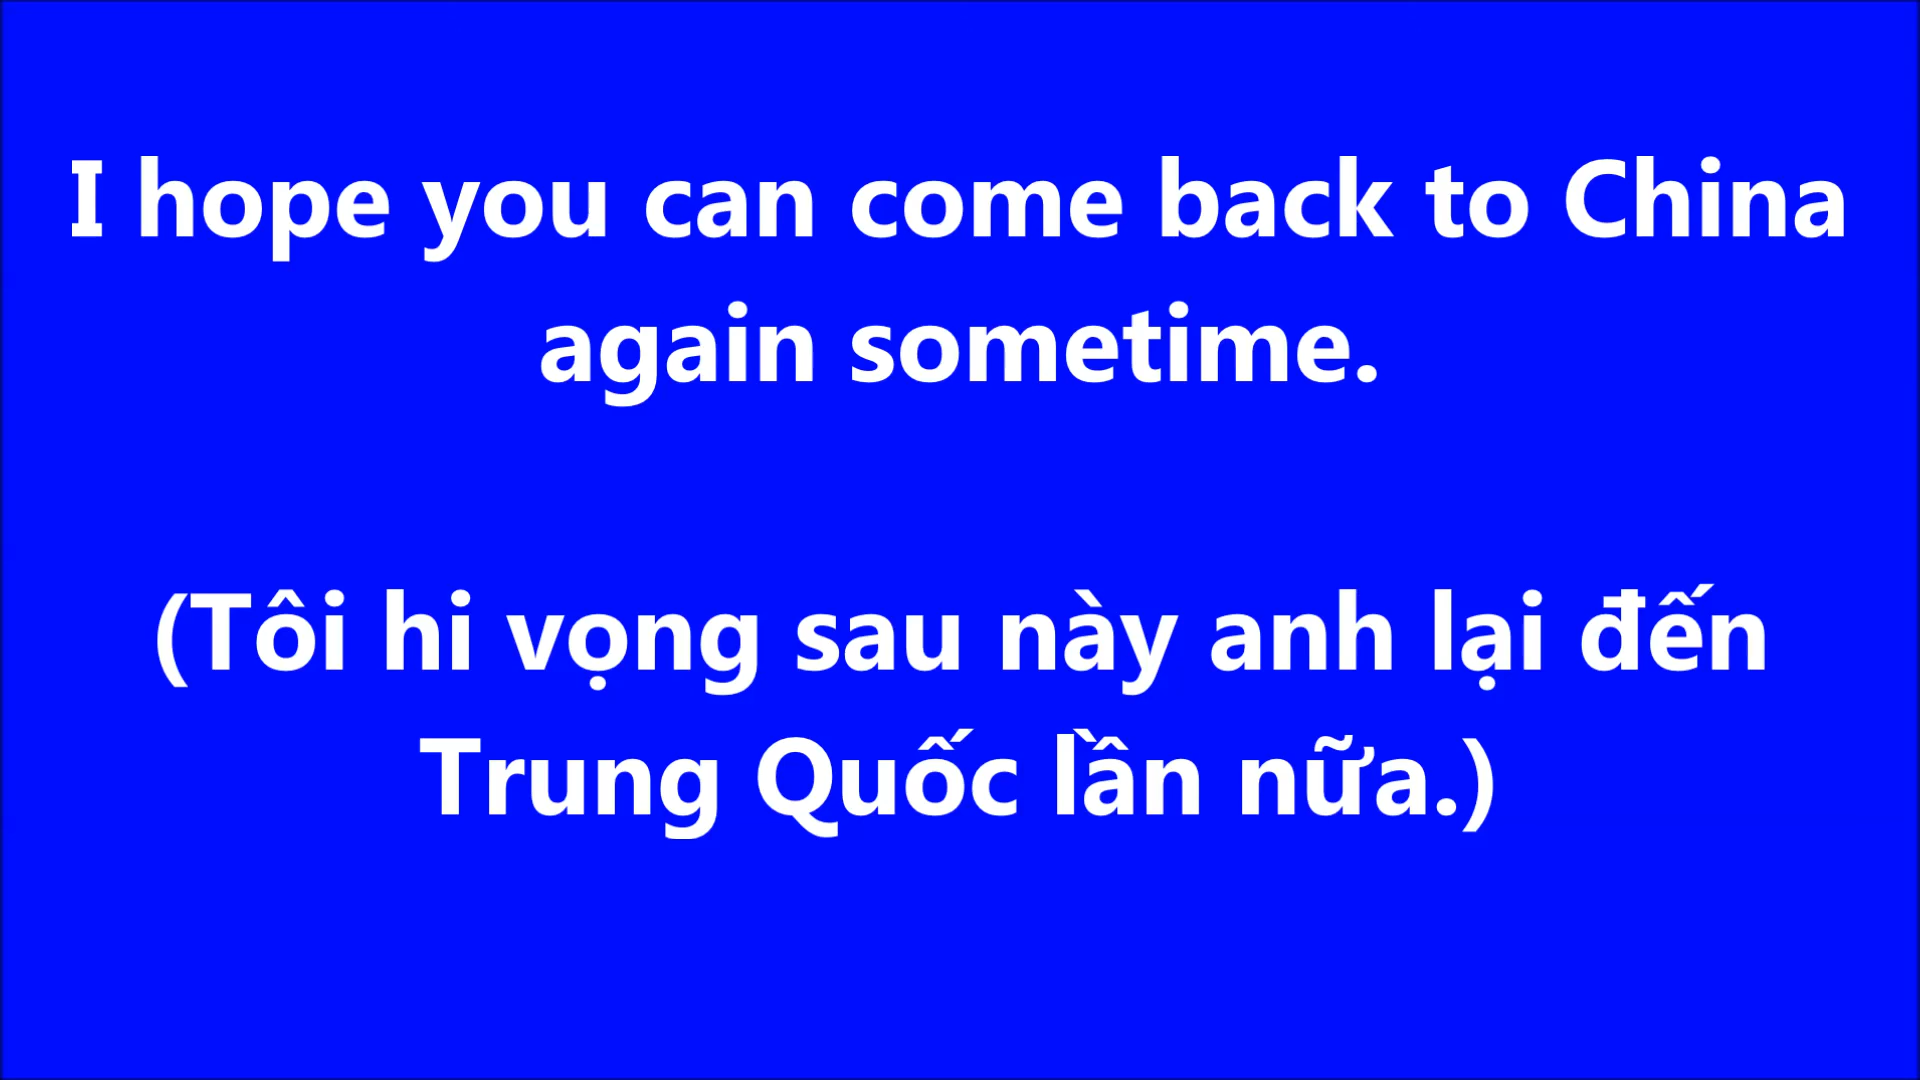 I hope you can come back to China
again sometime.
(Tôi hi vọng sau này anh lại đến
Trung Quốc lần nữa.)